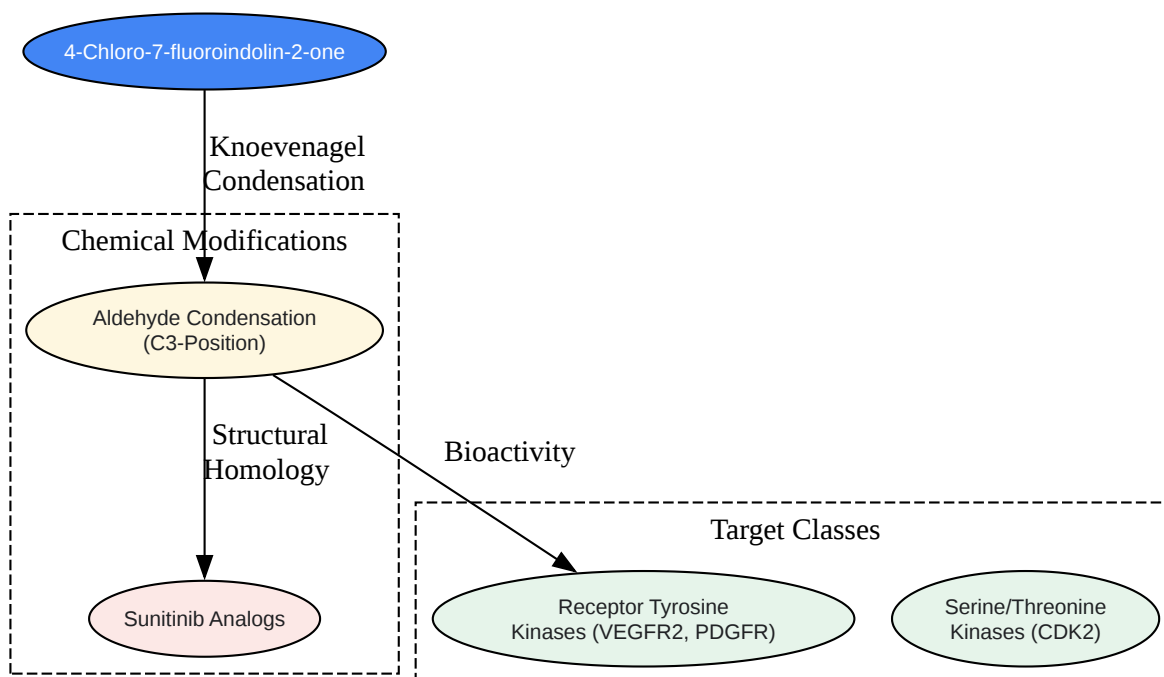 4-Chloro-7-fluoroindolin-2-one
Knoevenagel
Condensation
Chemical Modifications
Aldehyde Condensation
(C3-Position)
Structural
Homology
Bioactivity
Target Classes
Sunitinib Analogs
Receptor Tyrosine
Kinases (VEGFR2, PDGFR)
Serine/Threonine
Kinases (CDK2)